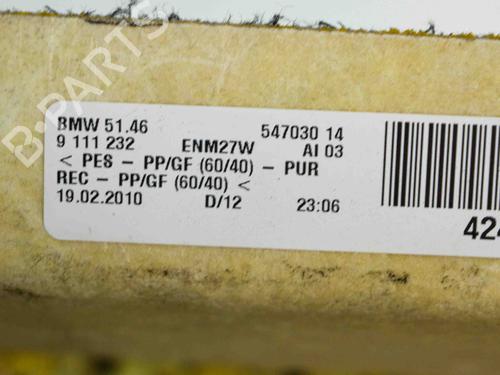 B-PARTS
BMW 51.46 547030 14
9 111 232 ENM27W AI 03
< PES - PP/GF (60/40) - PUR
REC - PP/GF (60/40) <
19.02.2010 D/12 23:06
424